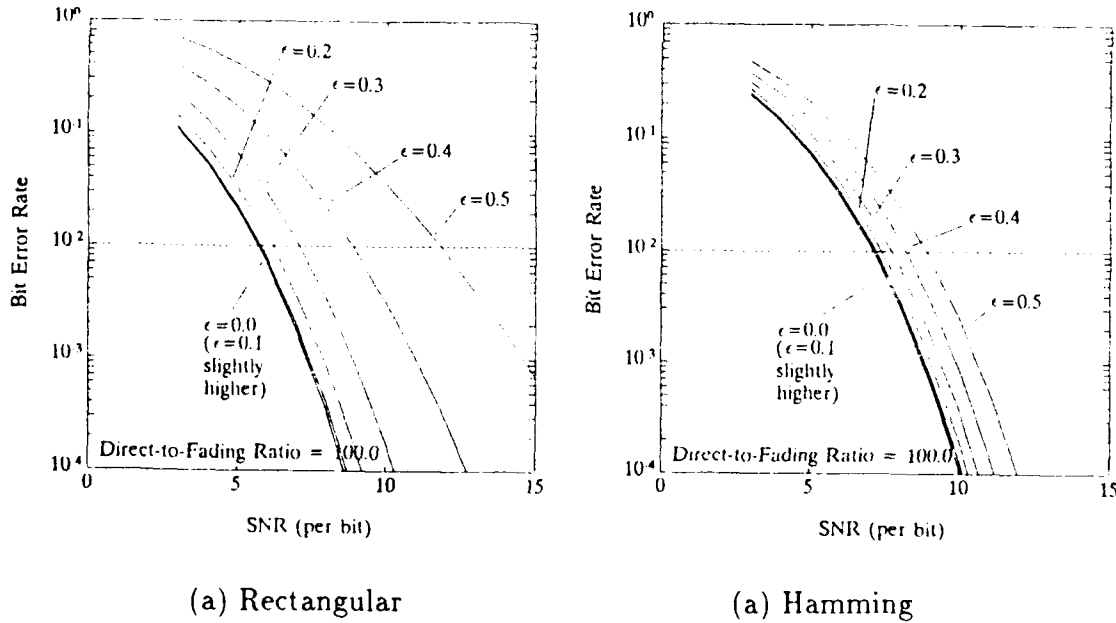 10⁰
10⁻¹
10⁻²
10⁻³
10⁻⁴
Bit Error Rate
ϵ=0.2
ϵ=0.3
ϵ=0.4
ϵ=0.5
ϵ=0.0
(ϵ=0.1
slightly
higher)
Direct-to-Fading Ratio = 100.0
0 5 10 15
SNR (per bit)
(a) Rectangular
10⁰
10⁻¹
10⁻²
10⁻³
10⁻⁴
Bit Error Rate
ϵ=0.2
ϵ=0.3
ϵ=0.4
ϵ=0.5
ϵ=0.0
(ϵ=0.1
slightly
higher)
Direct-to-Fading Ratio = 100.0
0 5 10 15
SNR (per bit)
(a) Hamming